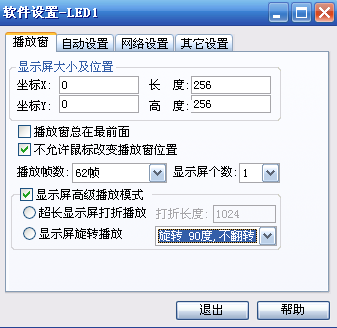 软件设置-LED1
播放窗 自动设置 网络设置 其它设置
显示屏大小及位置
坐标X: 0 长 度: 256
坐标Y: 0 高 度: 256
播放窗总在最前面
不允许鼠标改变播放窗位置
播放帧数: 62帧 显示屏个数: 1
显示屏高级播放模式
超长显示屏打折播放 打折长度: 1024
显示屏旋转播放 旋转 90度,不翻转
退出 帮助